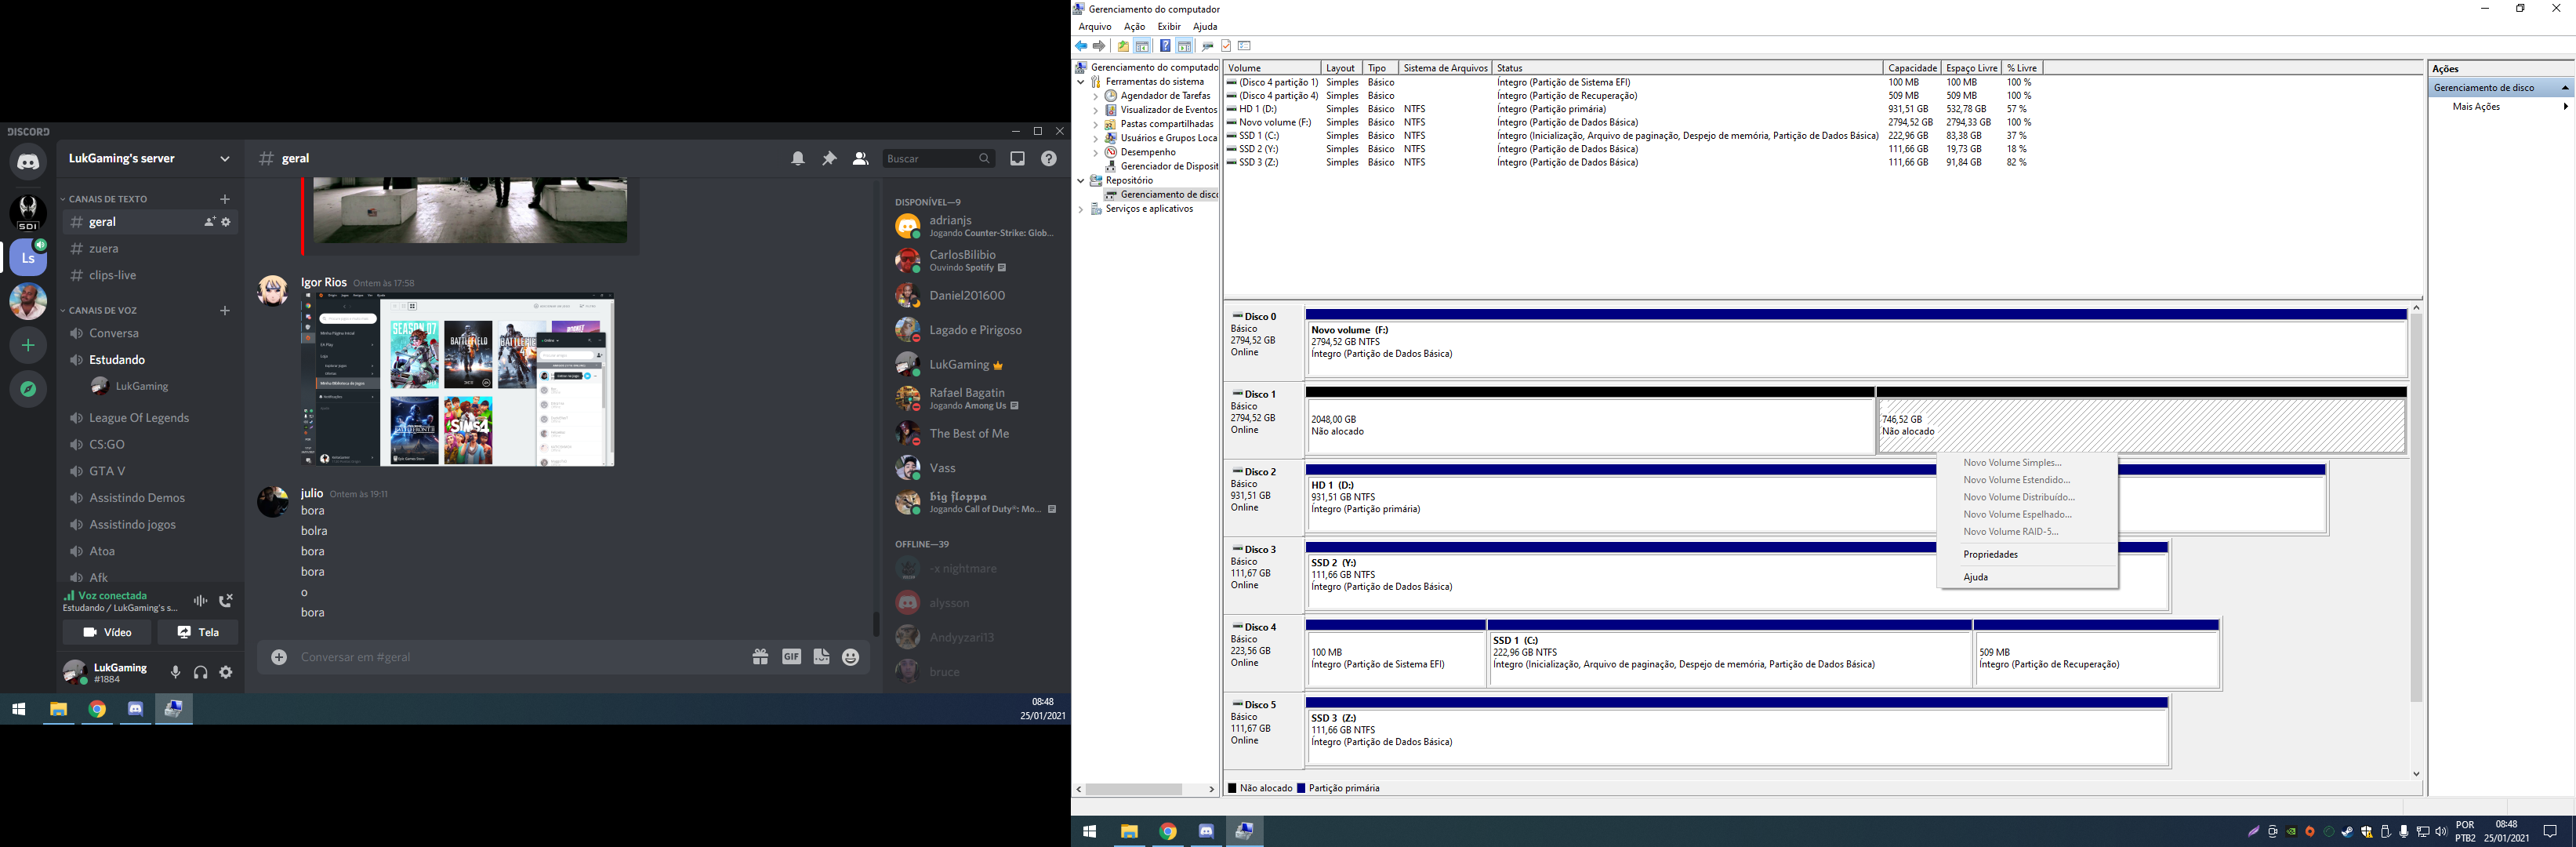 DISCORD
LukGaming's server
CANAIS DE TEXTO
geral
zuera
clips-live
CANAIS DE VOZ
Conversa
Estudando
LukGaming
League Of Legends
CS:GO
GTA V
Assistindo Demos
Assistindo jogos
Atoa
Afk
Voz conectada
Estudando / LukGaming's s...
Vídeo
Tela
LukGaming
#1884
SDI
Ls
# geral
Buscar
Igor Rios Ontem às 17:58
SEASON 07
BATTLEFIELD
SIMS4
julio Ontem às 19:11
bora
bolra
bora
bora
o
bora
Conversar em #geral
GIF
DISPONÍVEL—9
adrianjs
Jogando Counter-Strike: Glob...
CarlosBilibio
Ouvindo Spotify
Daniel201600
Lagado e Pirigoso
LukGaming
Rafael Bagatin
Jogando Among Us
The Best of Me
Vass
big floppa
Jogando Call of Duty®: Mo...
OFFLINE—39
-x nightmare
alysson
Andyyzari13
bruce
08:48
25/01/2021
Gerenciamento do computador
Arquivo Ação Exibir Ajuda
Gerenciamento do computado
Ferramentas do sistema
Agendador de Tarefas
Visualizador de Eventos
Pastas compartilhadas
Usuários e Grupos Loca
Desempenho
Gerenciador de Disposit
Repositório
Gerenciamento de disco
Serviços e aplicativos
Volume Layout Tipo Sistema de Arquivos Status Capacidade Espaço Livre % Livre
(Disco 4 partição 1) Simples Básico Íntegro (Partição de Sistema EFI) 100 MB 100 MB 100 %
(Disco 4 partição 4) Simples Básico Íntegro (Partição de Recuperação) 509 MB 509 MB 100 %
HD 1 (D:) Simples Básico NTFS Íntegro (Partição primária) 931,51 GB 532,78 GB 57 %
Novo volume (F:) Simples Básico NTFS Íntegro (Partição de Dados Básica) 2794,52 GB 2794,33 GB 100 %
SSD 1 (C:) Simples Básico NTFS Íntegro (Inicialização, Arquivo de paginação, Despejo de memória, Partição de Dados Básica) 222,96 GB 83,38 GB 37 %
SSD 2 (Y:) Simples Básico NTFS Íntegro (Partição de Dados Básica) 111,66 GB 19,73 GB 18 %
SSD 3 (Z:) Simples Básico NTFS Íntegro (Partição de Dados Básica) 111,66 GB 91,84 GB 82 %
Disco 0
Básico
2794,52 GB
Online
Novo volume (F:)
2794,52 GB NTFS
Íntegro (Partição de Dados Básica)
Disco 1
Básico
2794,52 GB
Online
2048,00 GB
Não alocado
746,52 GB
Não alocado
Disco 2
Básico
931,51 GB
Online
HD 1 (D:)
931,51 GB NTFS
Íntegro (Partição primária)
Disco 3
Básico
111,67 GB
Online
SSD 2 (Y:)
111,66 GB NTFS
Íntegro (Partição de Dados Básica)
Disco 4
Básico
223,56 GB
Online
100 MB
Íntegro (Partição de Sistema EFI)
SSD 1 (C:)
222,96 GB NTFS
Íntegro (Inicialização, Arquivo de paginação, Despejo de memória, Partição de Dados Básica)
509 MB
Íntegro (Partição de Recuperação)
Disco 5
Básico
111,67 GB
Online
SSD 3 (Z:)
111,66 GB NTFS
Íntegro (Partição de Dados Básica)
Novo Volume Simples...
Novo Volume Estendido...
Novo Volume Distribuído...
Novo Volume Espelhado...
Novo Volume RAID-5...
Propriedades
Ajuda
Não alocado Partição primária
Ações
Gerenciamento de disco
Mais Ações
POR
PTB2
08:48
25/01/2021